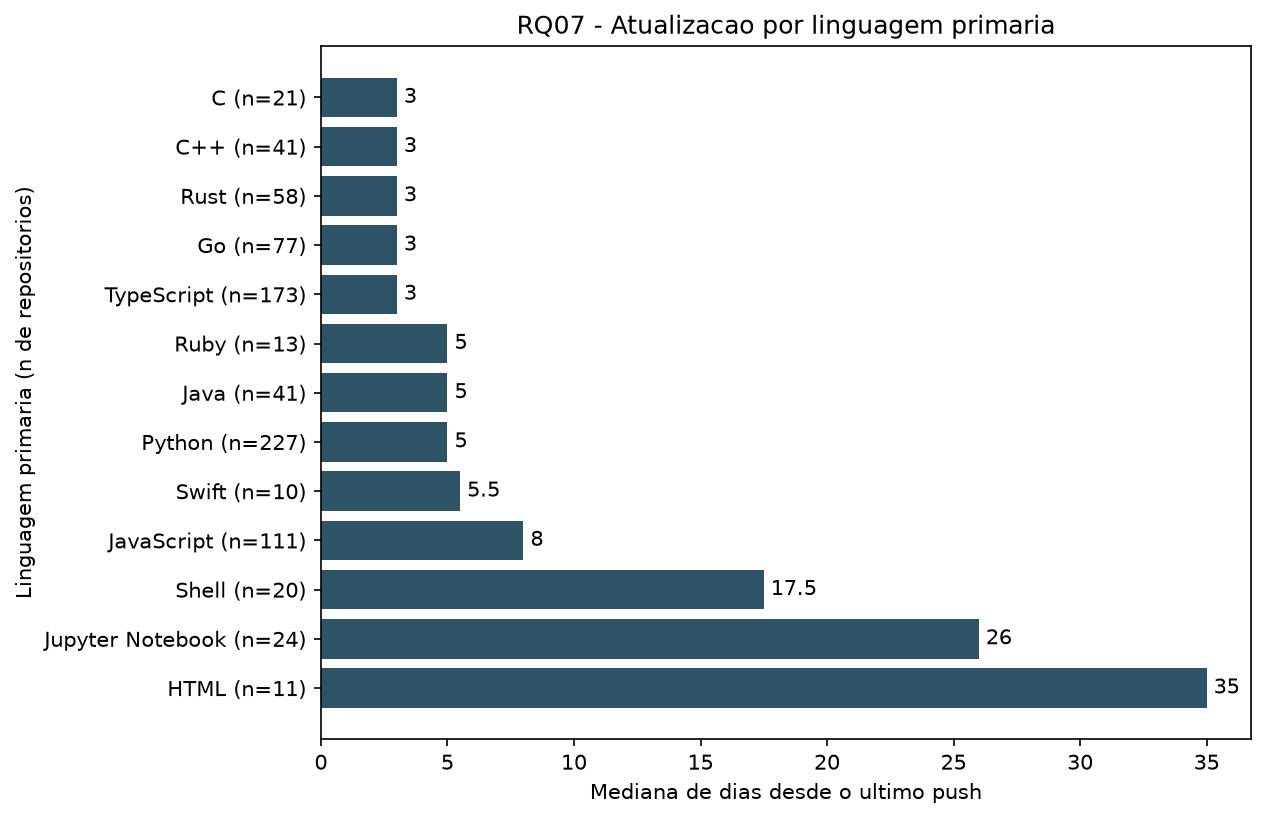 RQ07 - Atualizacao por linguagem primaria
Linguagem primaria (n de repositorios)
C (n=21) 3
C++ (n=41) 3
Rust (n=58) 3
Go (n=77) 3
TypeScript (n=173) 3
Ruby (n=13) 5
Java (n=41) 5
Python (n=227) 5
Swift (n=10) 5.5
JavaScript (n=111) 8
Shell (n=20) 17.5
Jupyter Notebook (n=24) 26
HTML (n=11) 35
0 5 10 15 20 25 30 35
Mediana de dias desde o ultimo push